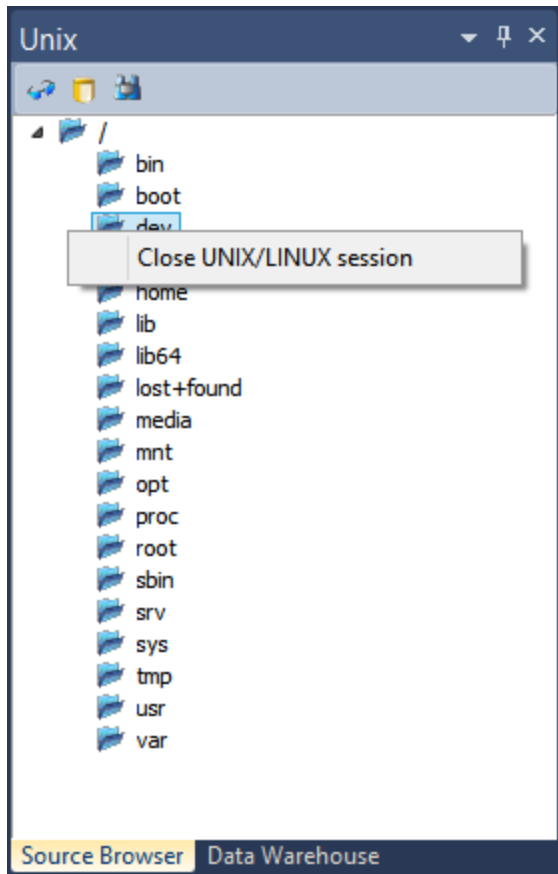 Unix
/
bin
boot
dev
Close UNIX/LINUX session
home
lib
lib64
lost+found
media
mnt
opt
proc
root
sbin
srv
sys
tmp
usr
var
Source Browser Data Warehouse